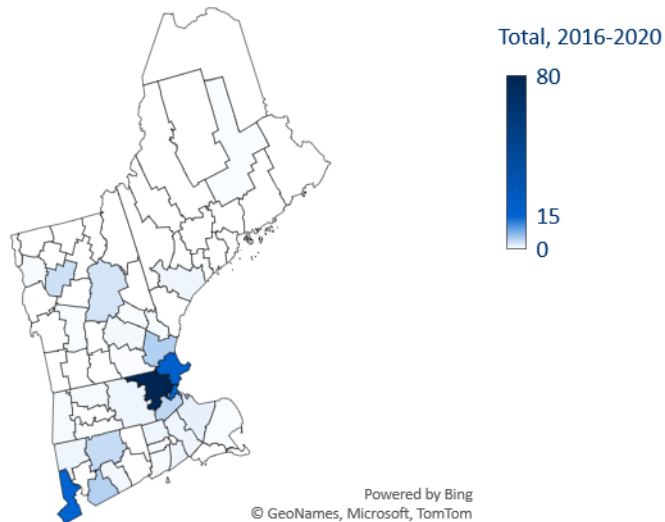 Total, 2016-2020
80
15
0
Powered by Bing
© GeoNames, Microsoft, TomTom